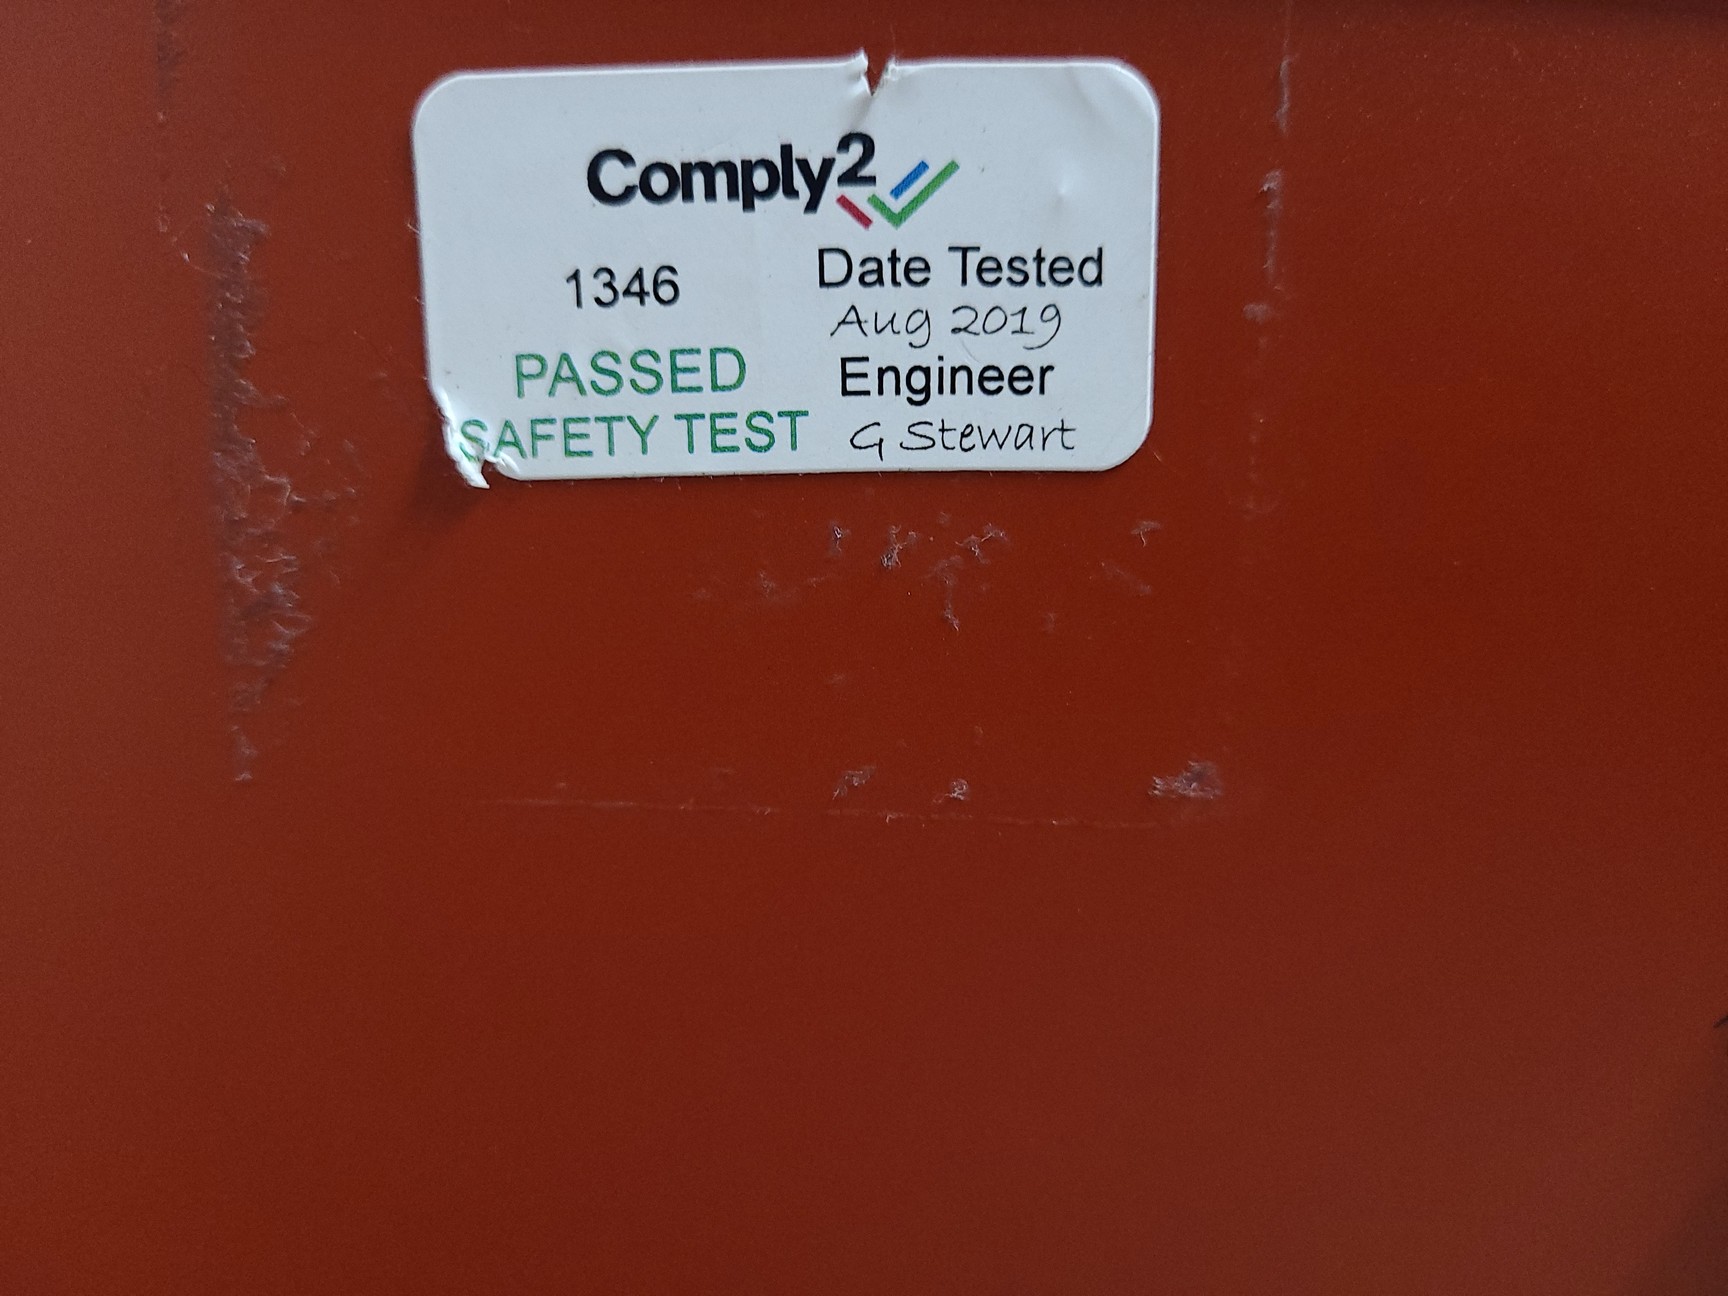 Comply2
1346
PASSED
SAFETY TEST
Date Tested
Aug 2019
Engineer
G Stewart